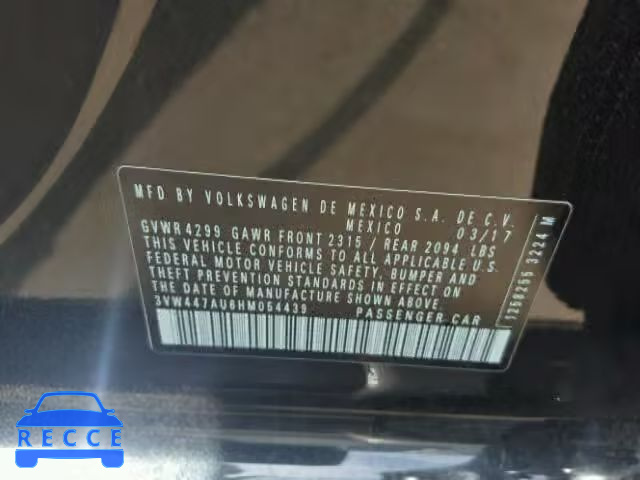 MFD BY VOLKSWAGEN DE MEXICO S.A. DE C.V.
MEXICO 03/17
GVWR 4299 GAWR FRONT 2315 / REAR 2094 LBS
THIS VEHICLE CONFORMS TO ALL APPLICABLE U.S.
FEDERAL MOTOR VEHICLE SAFETY, BUMPER AND
THEFT PREVENTION STANDARDS IN EFFECT ON
THE DATE OF MANUFACTURE SHOWN ABOVE
3VW447AU6HM054439 PASSENGER CAR
1258255 3224 M
RECCE